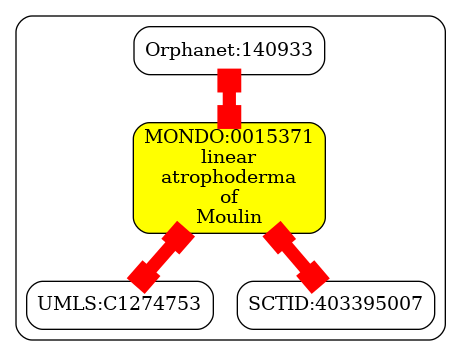 Orphanet:140933
MONDO:0015371
linear
atrophoderma
of
Moulin
UMLS:C1274753
SCTID:403395007